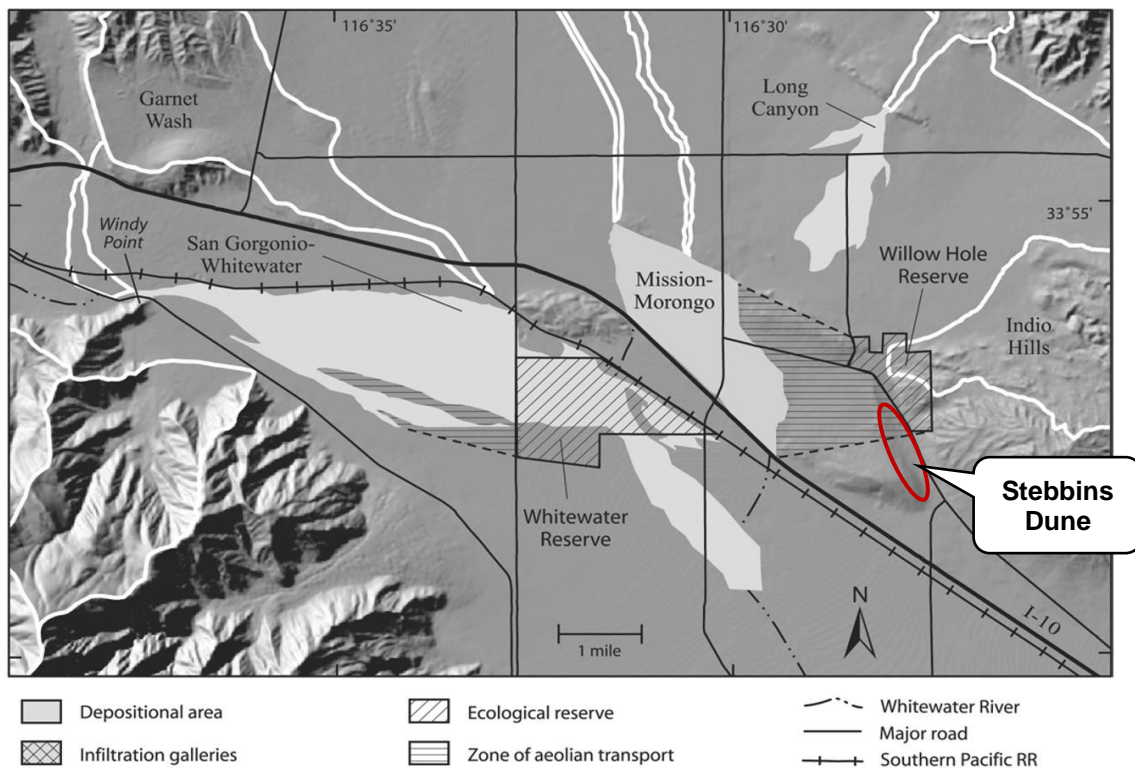 116°35'
116°30'
Garnet
Wash
Long
Canyon
33°55'
Windy
Point
San Gorgonio-
Whitewater
Mission-
Morongo
Willow Hole
Reserve
Indio
Hills
Whitewater
Reserve
Stebbins
Dune
N
1 mile
I-10
Depositional area
Infiltration galleries
Ecological reserve
Zone of aeolian transport
Whitewater River
Major road
Southern Pacific RR